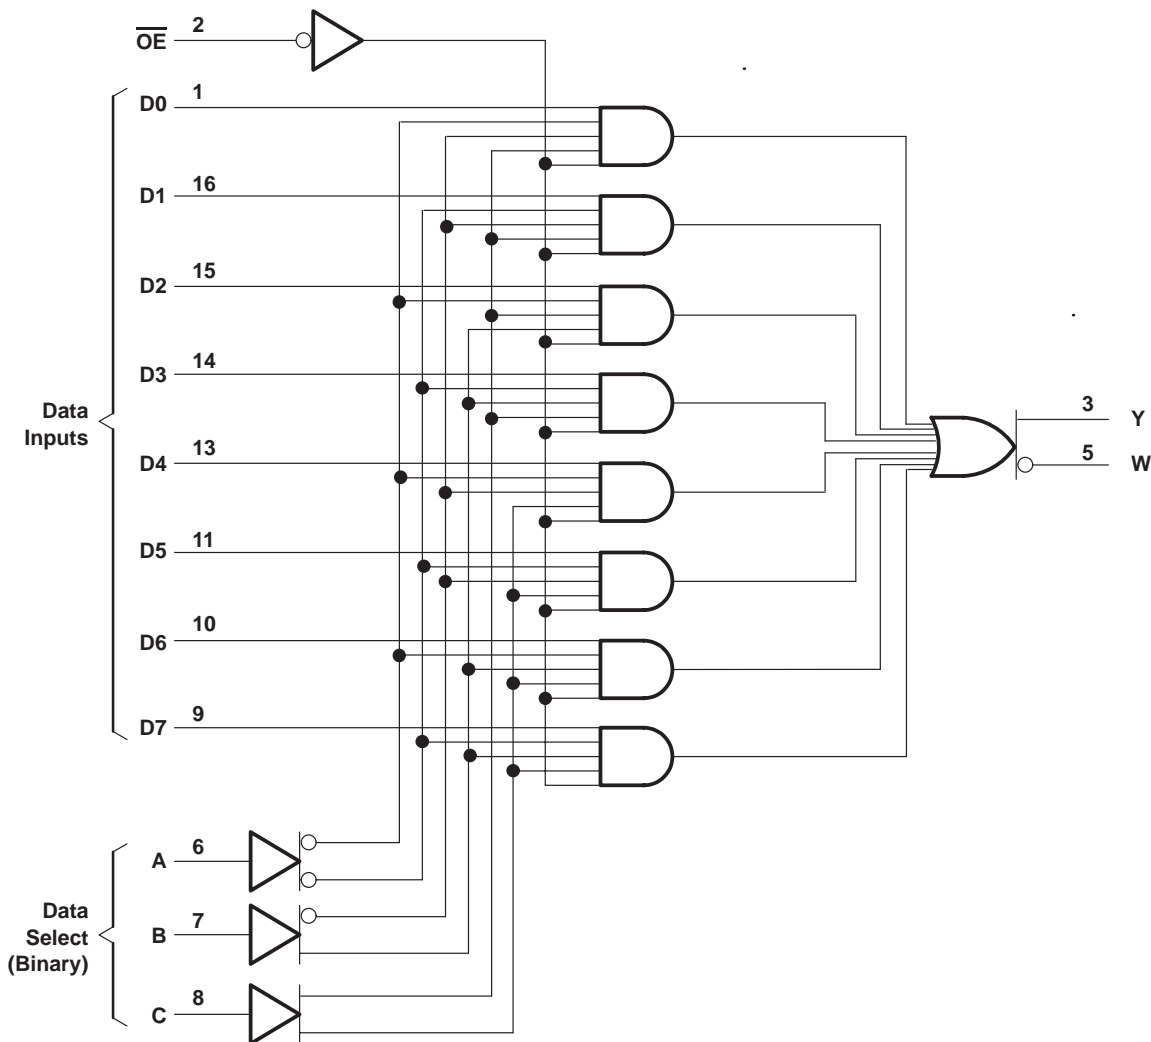 OE 2
D0 1
D1 16
D2 15
D3 14
Data
Inputs
D4 13
D5 11
D6 10
D7 9
3 Y
5 W
A 6
Data
Select
(Binary)
B 7
C 8